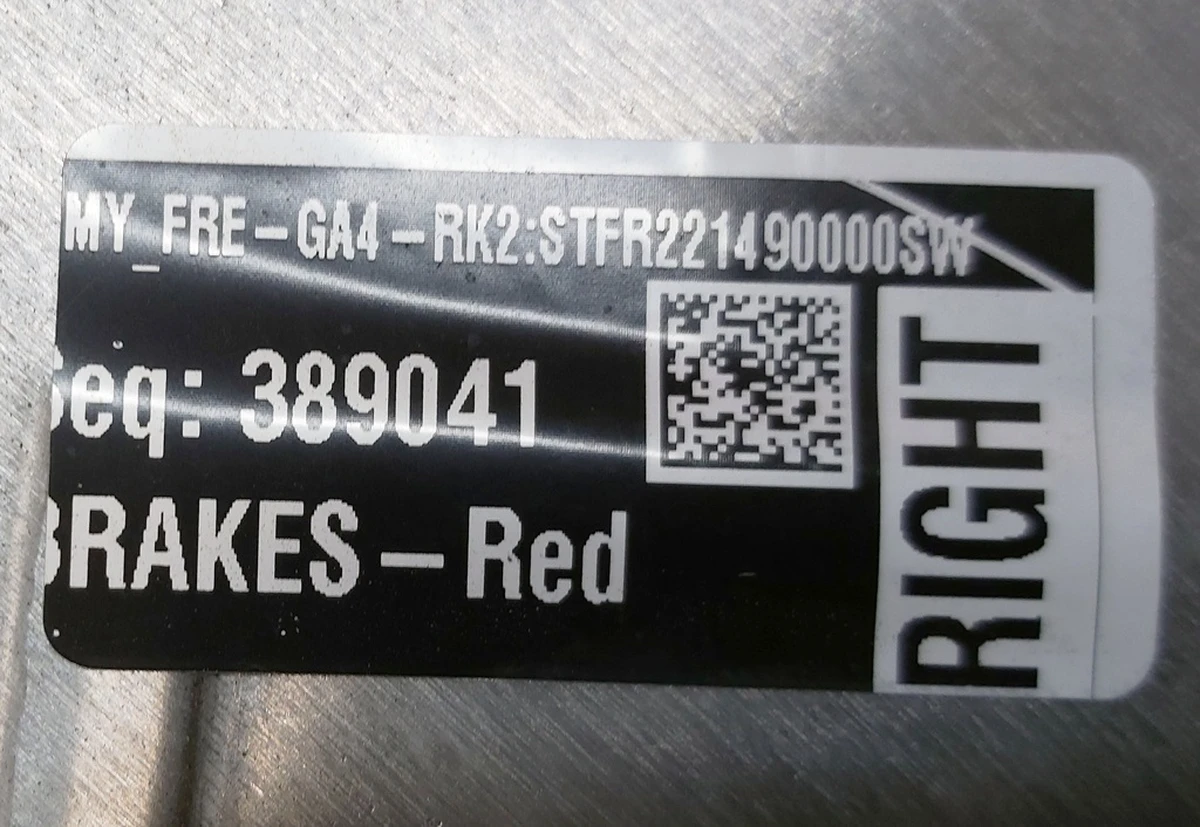 MY_FRE-GA4-RK2:STFR221490000SW
Seq: 389041
BRAKES-Red
RIGHT